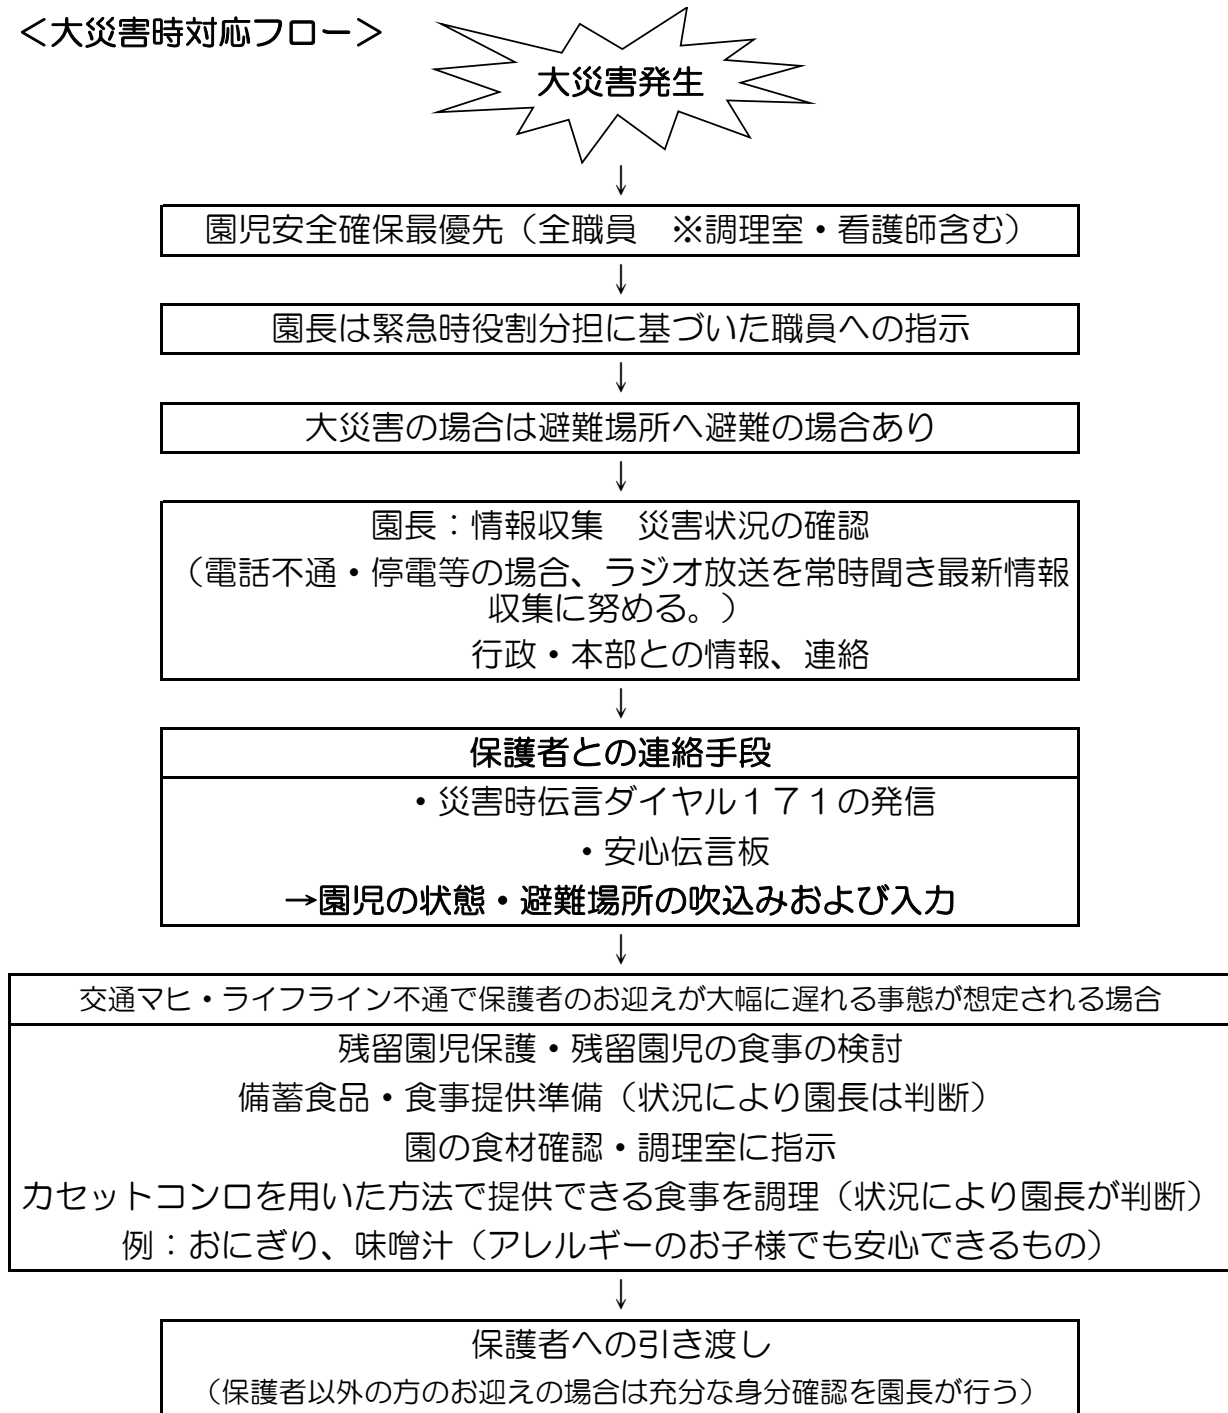 ＜大災害時対応フロー＞
大災害発生
↓
園児安全確保最優先（全職員　※調理室・看護師含む）
↓
園長は緊急時役割分担に基づいた職員への指示
↓
大災害の場合は避難場所へ避難の場合あり
↓
園長：情報収集　災害状況の確認
（電話不通・停電等の場合、ラジオ放送を常時聞き最新情報
収集に努める。）
行政・本部との情報、連絡
↓
保護者との連絡手段
・災害時伝言ダイヤル１７１の発信
・安心伝言板
→園児の状態・避難場所の吹込みおよび入力
↓
交通マヒ・ライフライン不通で保護者のお迎えが大幅に遅れる事態が想定される場合
残留園児保護・残留園児の食事の検討
備蓄食品・食事提供準備（状況により園長は判断）
園の食材確認・調理室に指示
カセットコンロを用いた方法で提供できる食事を調理（状況により園長が判断）
例：おにぎり、味噌汁（アレルギーのお子様でも安心できるもの）
↓
保護者への引き渡し
（保護者以外の方のお迎えの場合は充分な身分確認を園長が行う）